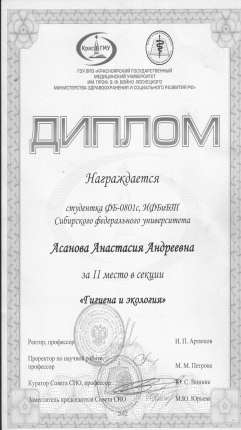 КрасГМУ
ГОУ ВПО «КРАСНОЯРСКИЙ ГОСУДАРСТВЕННЫЙ
МЕДИЦИНСКИЙ УНИВЕРСИТЕТ
ИМ. ПРОФ. В. Ф. ВОЙНО-ЯСЕНЕЦКОГО
МИНИСТЕРСТВА ЗДРАВООХРАНЕНИЯ И СОЦИАЛЬНОГО РАЗВИТИЯ РФ»
ДИПЛОМ
Награждается
студентка ФБ-0801с, ИФБиБТ
Сибирского федерального университета
Асанова Анастасия Андреевна
за II место в секции
«Гигиена и экология»
Ректор, профессор
И. П. Артюхов
Проректор по научной работе,
профессор
М. М. Петрова
Куратор Совета СНО, профессор
Ю. С. Винник
Заместитель председателя Совета СНО
М.Ю. Юрьева